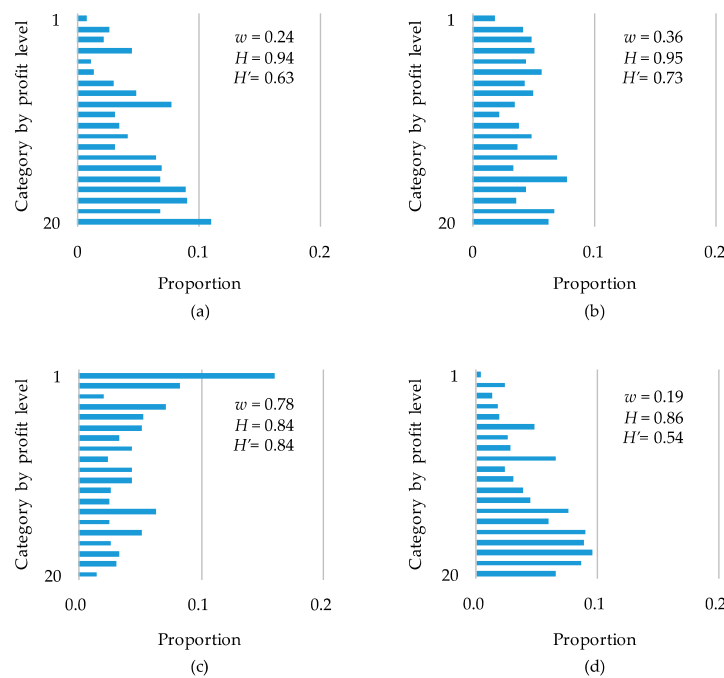 Category by profit level
1
20
w = 0.24
H = 0.94
H′= 0.63
0
0.1
0.2
Proportion
(a)
Category by profit level
1
20
w = 0.36
H = 0.95
H′= 0.73
0
0.1
0.2
Proportion
(b)
Category by profit level
1
20
w = 0.78
H = 0.84
H′= 0.84
0.0
0.1
0.2
Proportion
(c)
Category by profit level
1
20
w = 0.19
H = 0.86
H′= 0.54
0.0
0.1
0.2
Proportion
(d)